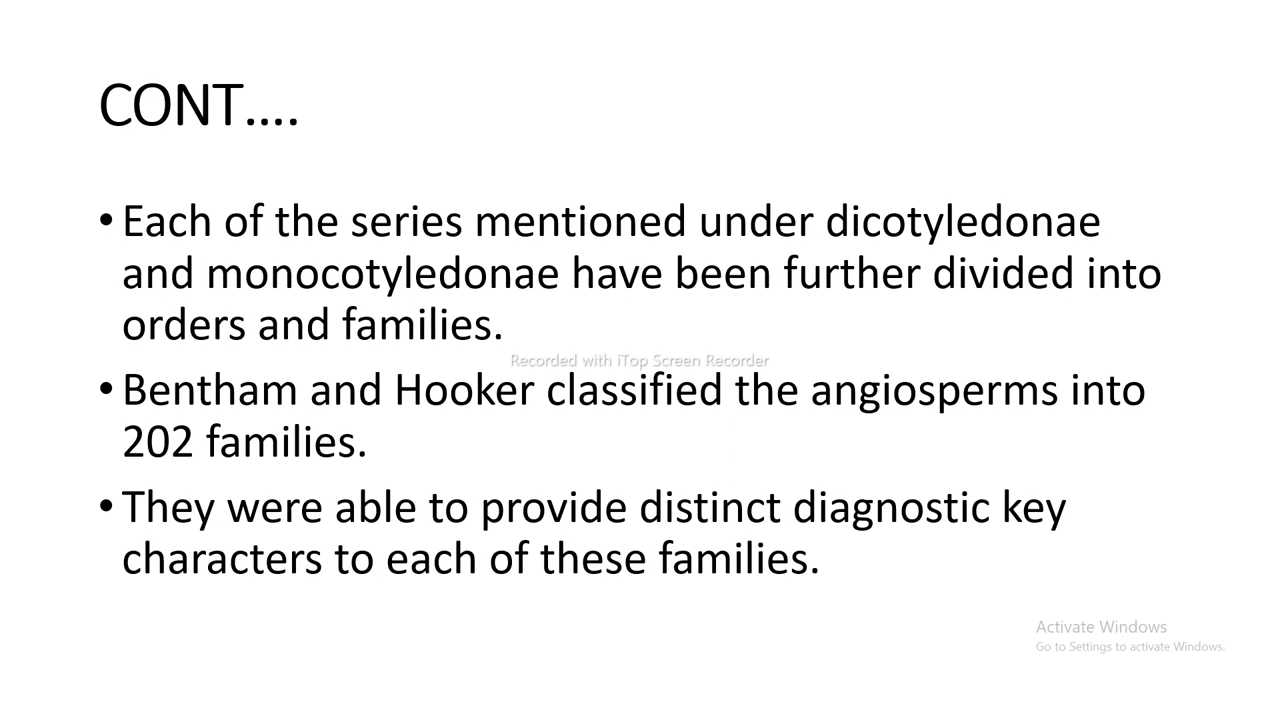 CONT....
• Each of the series mentioned under dicotyledonae
and monocotyledonae have been further divided into
orders and families.
Recorded with iTop Screen Recorder
• Bentham and Hooker classified the angiosperms into
202 families.
• They were able to provide distinct diagnostic key
characters to each of these families.
Activate Windows
Go to Settings to activate Windows.